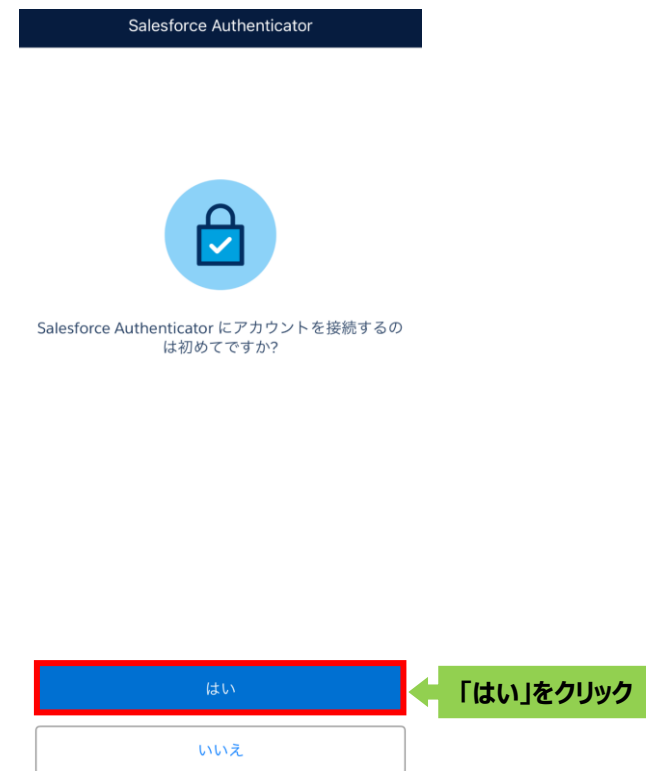 Salesforce Authenticator
Salesforce Authenticator にアカウントを接続するの
は初めてですか?
はい
「はい」をクリック
いいえ